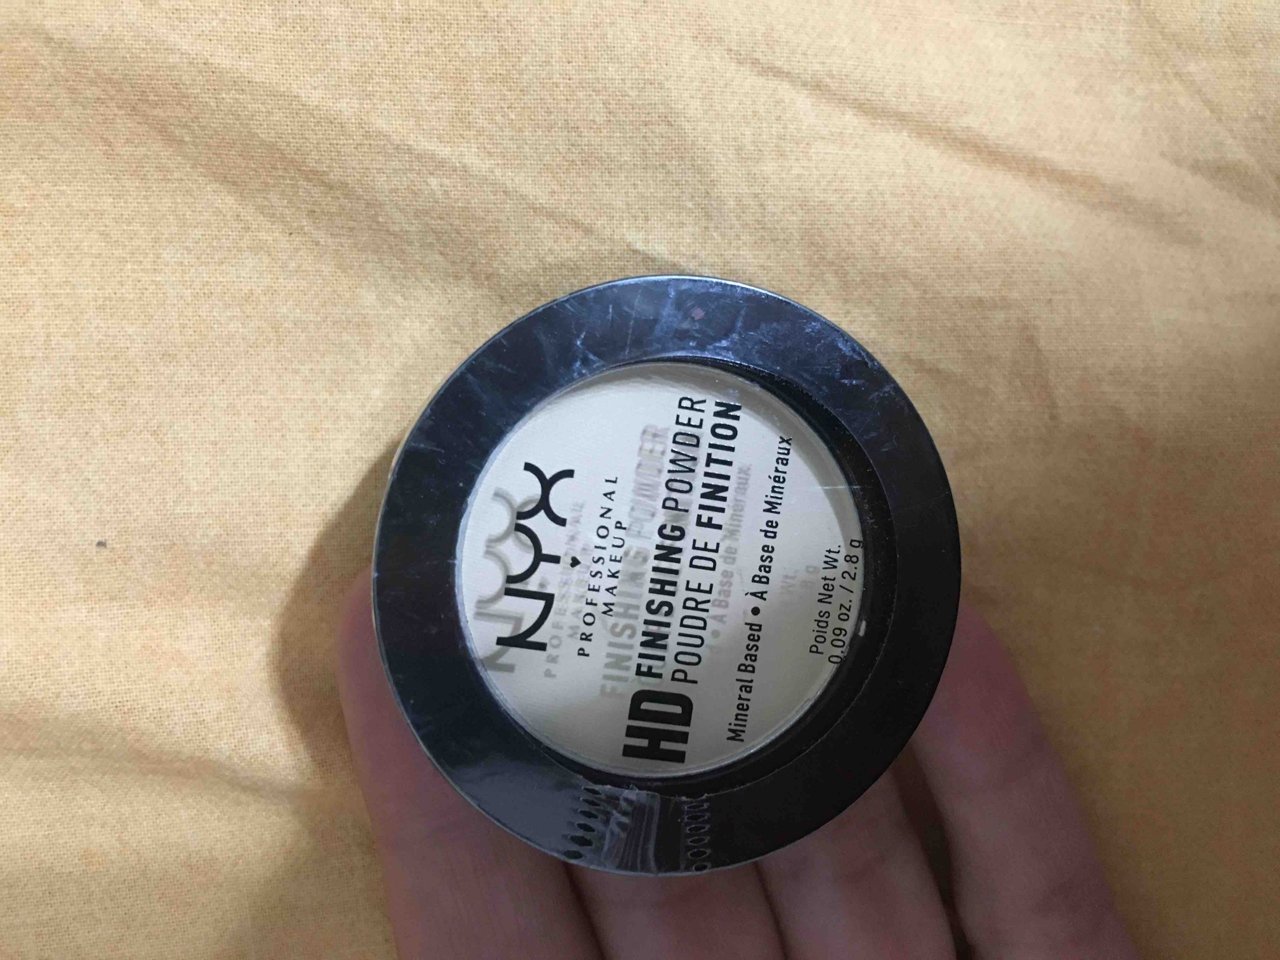 NYX
PROFESSIONAL
MAKEUP
HD FINISHING POWDER
POUDRE DE FINITION
Mineral Based • À Base de Minéraux
Poids Net Wt.
0.09 oz. / 2.8 g